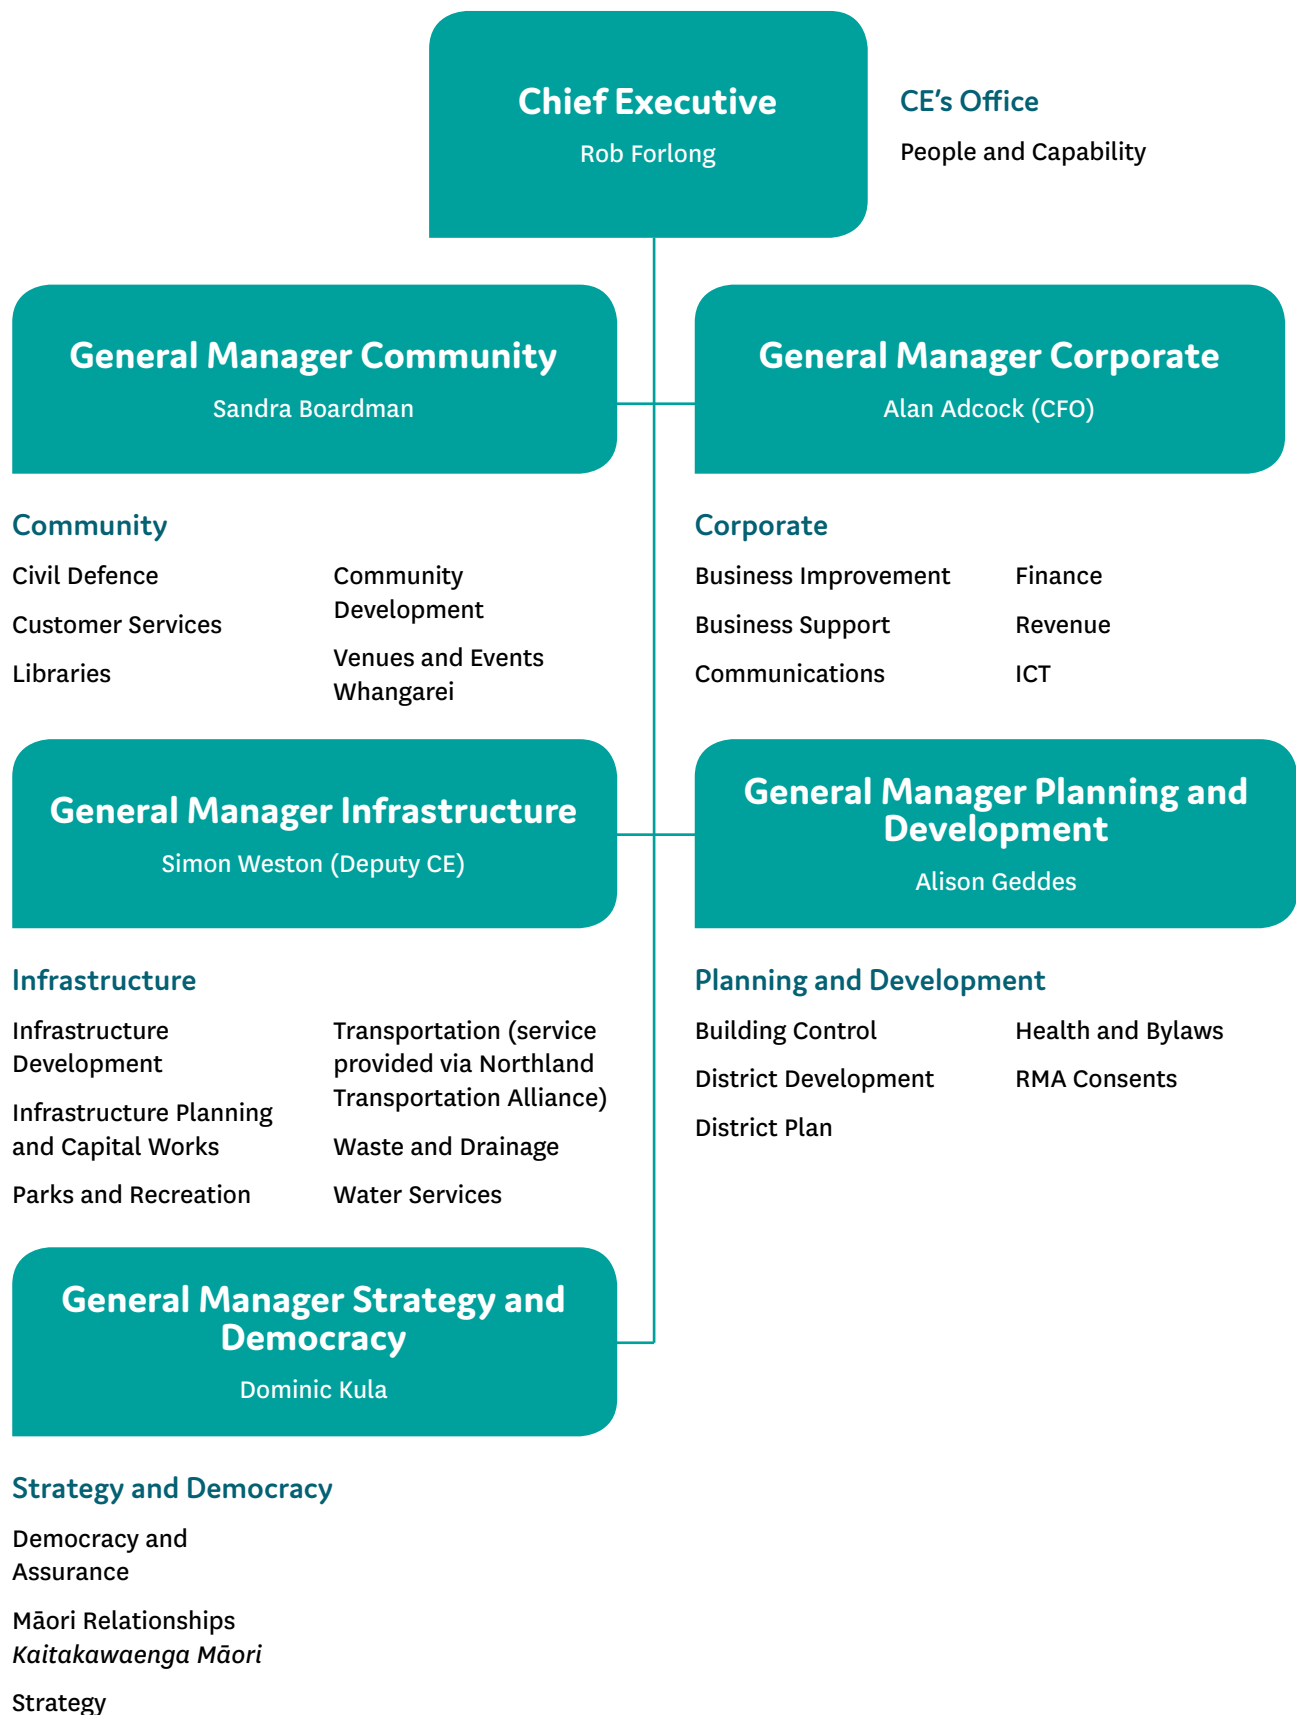 Chief Executive
Rob Forlong
CE’s Office
People and Capability
General Manager Community
Sandra Boardman
General Manager Corporate
Alan Adcock (CFO)
Community
Civil Defence
Customer Services
Libraries
Community
Development
Venues and Events
Whangarei
Corporate
Business Improvement
Business Support
Communications
Finance
Revenue
ICT
General Manager Infrastructure
Simon Weston (Deputy CE)
General Manager Planning and
Development
Alison Geddes
Infrastructure
Infrastructure
Development
Infrastructure Planning
and Capital Works
Parks and Recreation
Transportation (service
provided via Northland
Transportation Alliance)
Waste and Drainage
Water Services
Planning and Development
Building Control
District Development
District Plan
Health and Bylaws
RMA Consents
General Manager Strategy and
Democracy
Dominic Kula
Strategy and Democracy
Democracy and
Assurance
Māori Relationships
Kaitakawaenga Māori
Strategy